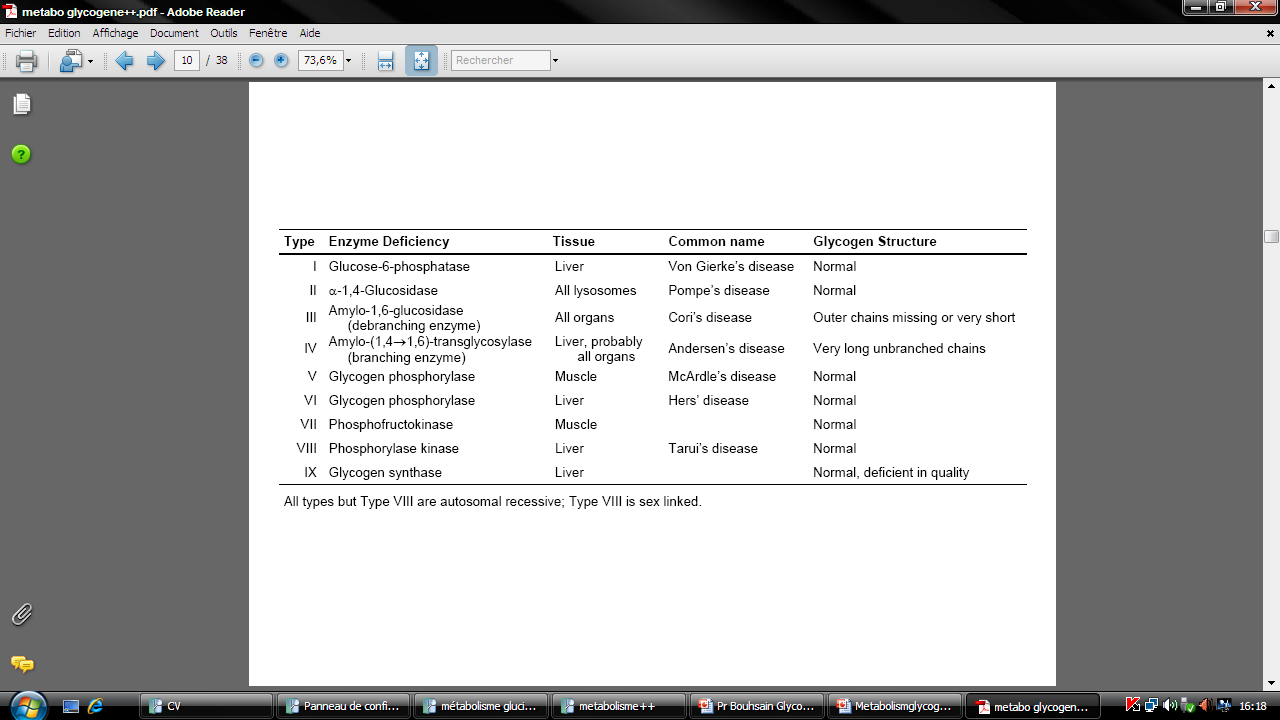 metabo glycogene++.pdf - Adobe Reader
Fichier Edition Affichage Document Outils Fenêtre Aide
10 / 38 73,6% Rechercher
Type Enzyme Deficiency Tissue Common name Glycogen Structure
I Glucose-6-phosphatase Liver Von Gierke's disease Normal
II α-1,4-Glucosidase All lysosomes Pompe's disease Normal
III Amylo-1,6-glucosidase (debranching enzyme) All organs Cori's disease Outer chains missing or very short
IV Amylo-(1,4→1,6)-transglycosylase (branching enzyme) Liver, probably all organs Andersen's disease Very long unbranched chains
V Glycogen phosphorylase Muscle McArdle's disease Normal
VI Glycogen phosphorylase Liver Hers' disease Normal
VII Phosphofructokinase Muscle Normal
VIII Phosphorylase kinase Liver Tarui's disease Normal
IX Glycogen synthase Liver Normal, deficient in quality
All types but Type VIII are autosomal recessive; Type VIII is sex linked.
CV Panneau de confi... métabolisme gluci... metabolisme++ Pr Bouhsain Glyco... Metabolismglycog... metabo glycogen... 16:18